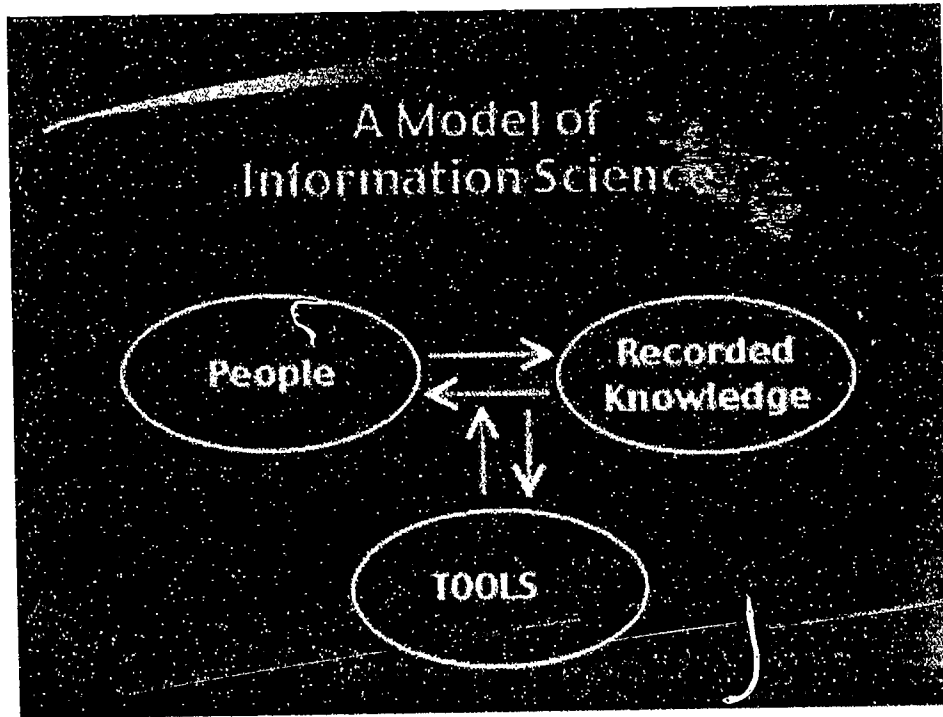 A Model of
Information Science
People
Recorded
Knowledge
TOOLS